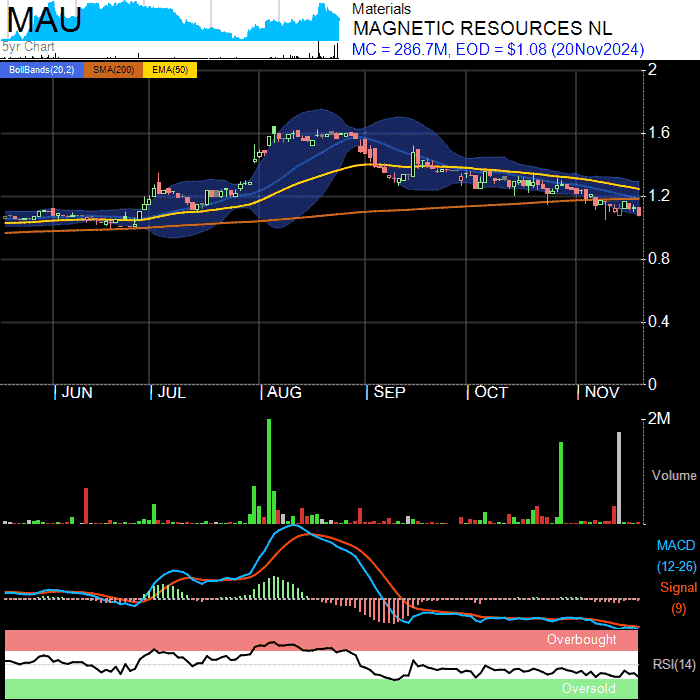 MAU
5yr Chart
Materials
MAGNETIC RESOURCES NL
MC = 286.7M, EOD = $1.08 (20Nov2024)
BollBands(20,2) SMA(200) EMA(50)
2
1.6
1.2
0.8
0.4
0
| JUN | JUL | AUG | SEP | OCT | NOV
2M
Volume
MACD
(12-26)
Signal
(9)
Overbought
RSI(14)
Oversold